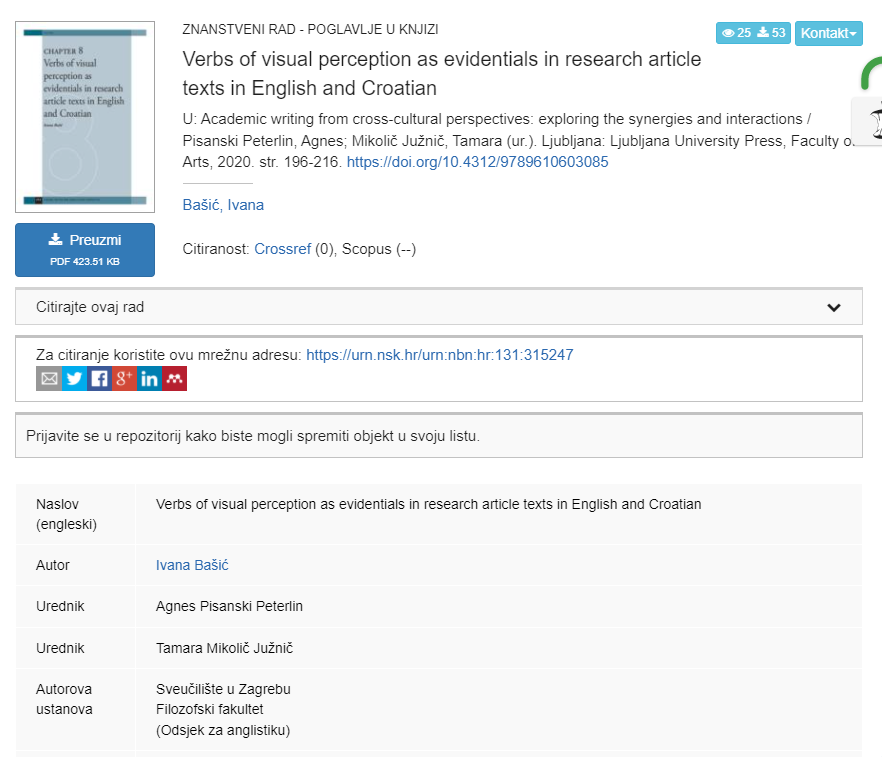 CHAPTER 8
Verbs of visual
perception as
evidentials in research
article texts in English
and Croatian
ZNANSTVENI RAD - POGLAVLJE U KNJIZI
25 53 Kontakt
Verbs of visual perception as evidentials in research article
texts in English and Croatian
U: Academic writing from cross-cultural perspectives: exploring the synergies and interactions /
Pisanski Peterlin, Agnes; Mikolič Južnič, Tamara (ur.). Ljubljana: Ljubljana University Press, Faculty of
Arts, 2020. str. 196-216. https://doi.org/10.4312/9789610603085
Bašić, Ivana
Preuzmi
PDF 423.51 KB
Citiranost: Crossref (0), Scopus (--)
Citirajte ovaj rad
Za citiranje koristite ovu mrežnu adresu: https://urn.nsk.hr/urn:nbn:hr:131:315247
Prijavite se u repozitorij kako biste mogli spremiti objekt u svoju listu.
Naslov Verbs of visual perception as evidentials in research article texts in English and Croatian
(engleski)
Autor Ivana Bašić
Urednik Agnes Pisanski Peterlin
Urednik Tamara Mikolič Južnič
Autorova Sveučilište u Zagrebu
ustanova Filozofski fakultet
(Odsjek za anglistiku)